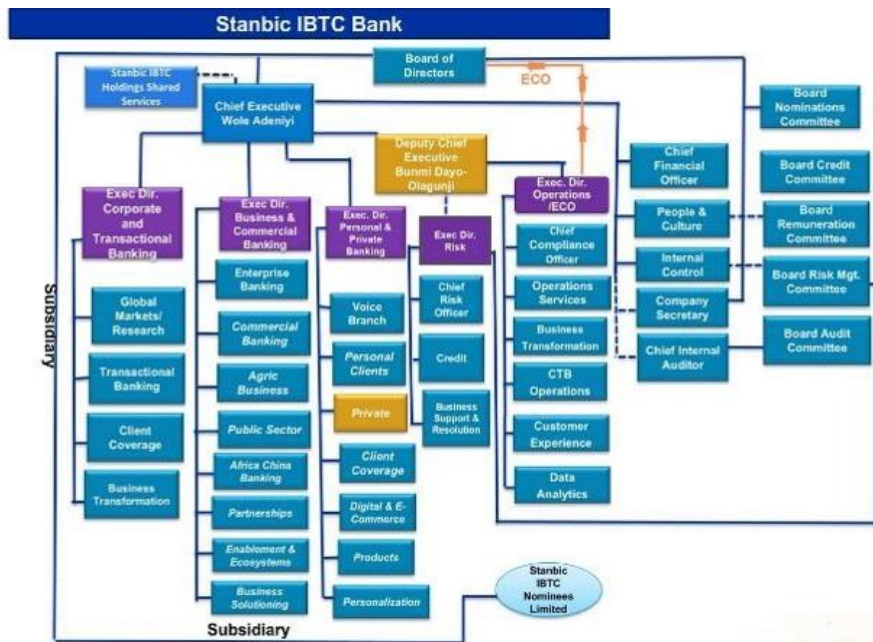 Stanbic IBTC Bank
Board of
Directors
ECO
Stanbic IBTC
Holdings Shared
Services
Chief Executive
Wole Adeniyi
Deputy Chief
Executive
Bunmi Dayo-
Olagunji
Exec Dir.
Corporate
and
Transactional
Banking
Global
Markets/
Research
Transactional
Banking
Client
Coverage
Business
Transformation
Exec Dir.
Business &
Commercial
Banking
Enterprise
Banking
Commercial
Banking
Agric
Business
Public Sector
Africa China
Banking
Partnerships
Enablement &
Ecosystems
Business
Solutioning
Exec. Dir.
Personal &
Private
Banking
Voice
Branch
Personal
Clients
Private
Client
Coverage
Digital & E-
Commerce
Products
Personalization
Exec Dir.
Risk
Chief
Risk
Officer
Credit
Business
Support &
Resolution
Exec. Dir.
Operations
/ECO
Chief
Compliance
Officer
Operations
Services
Business
Transformation
CTB
Operations
Customer
Experience
Data
Analytics
Chief
Financial
Officer
People &
Culture
Internal
Control
Company
Secretary
Chief Internal
Auditor
Board
Nominations
Committee
Board Credit
Committee
Board
Remuneration
Committee
Board Risk Mgt.
Committee
Board Audit
Committee
Subsidiary
Subsidiary
Stanbic
IBTC
Nominees
Limited